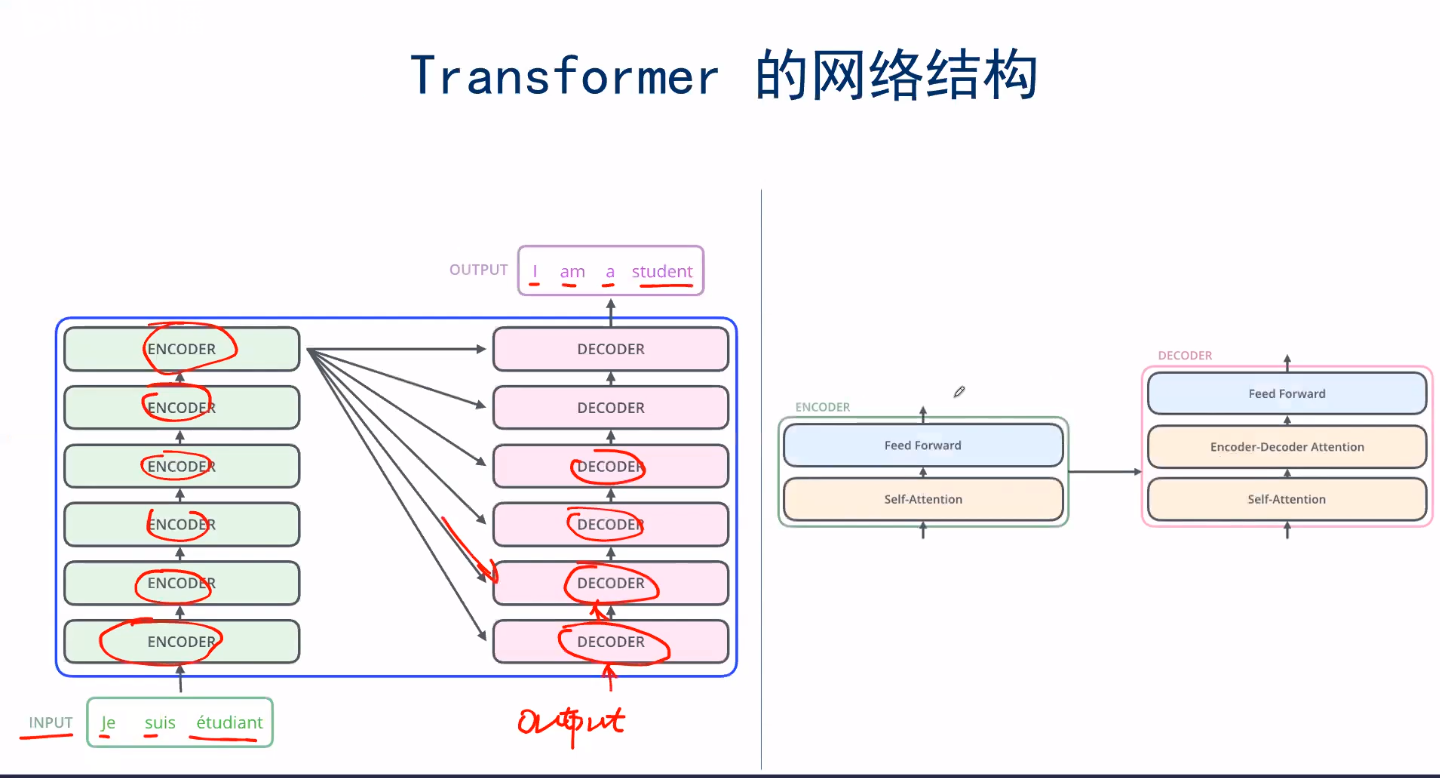 Transformer 的网络结构
OUTPUT I am a student
ENCODER
ENCODER
ENCODER
ENCODER
ENCODER
ENCODER
DECODER
DECODER
DECODER
DECODER
DECODER
DECODER
INPUT Je suis étudiant
output
ENCODER
Feed Forward
Self-Attention
DECODER
Feed Forward
Encoder-Decoder Attention
Self-Attention